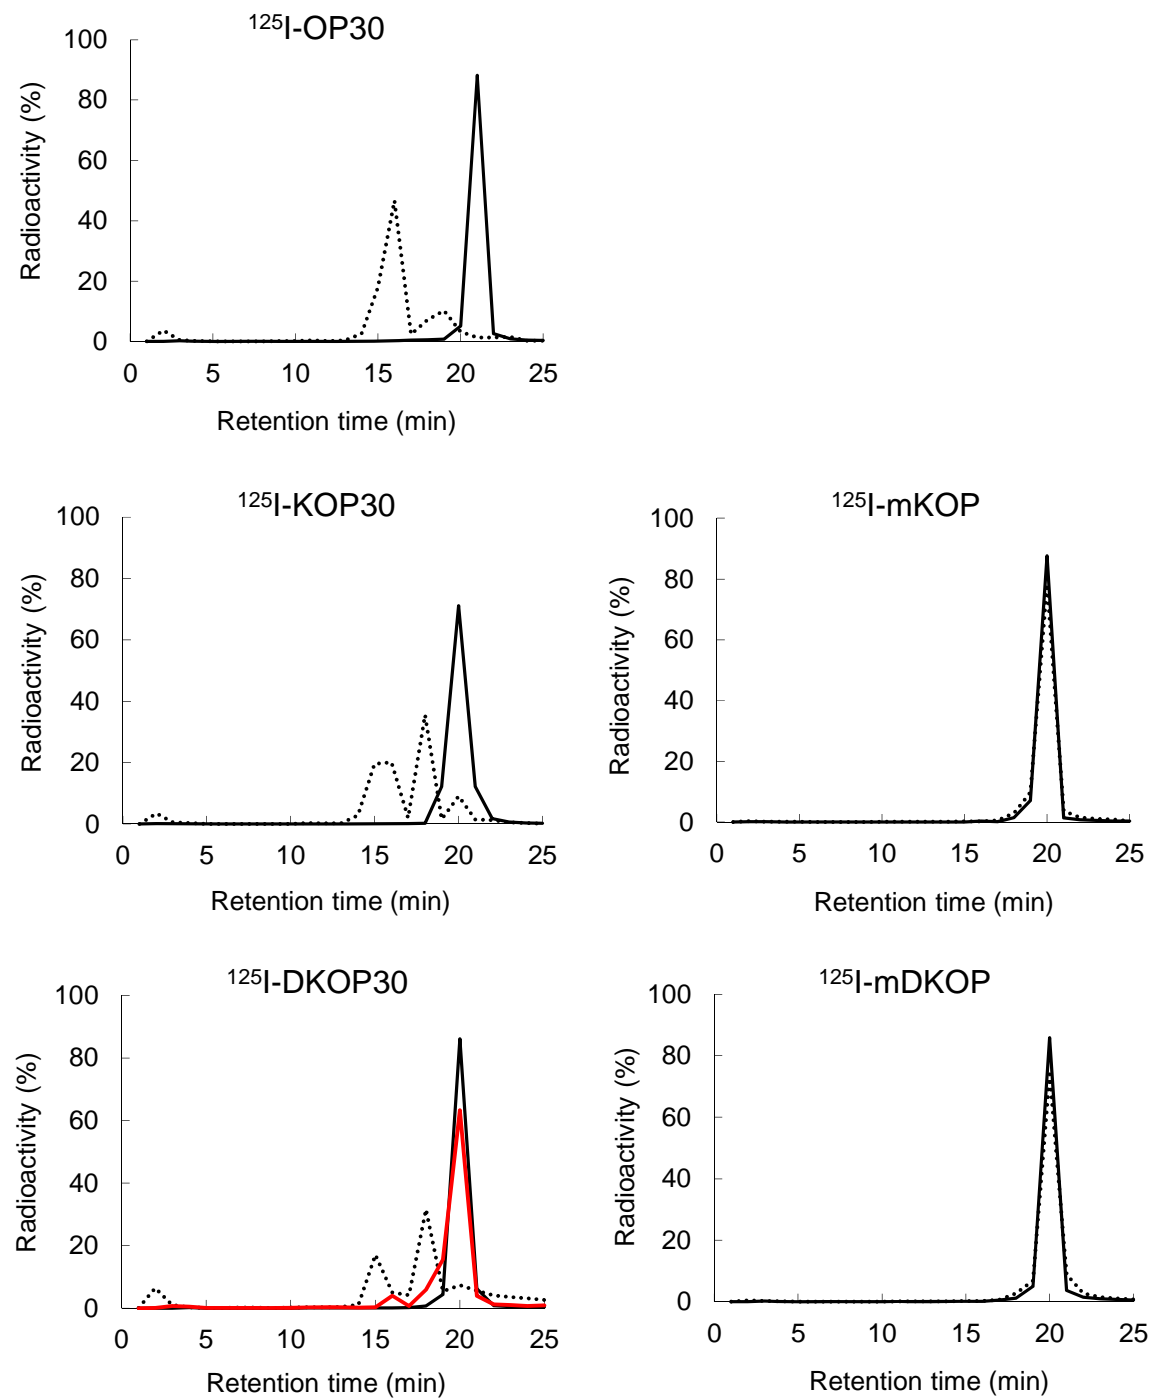 ¹²⁵I-OP30
Radioactivity (%)
100
80
60
40
20
0
0 5 10 15 20 25
Retention time (min)
¹²⁵I-KOP30
Radioactivity (%)
100
80
60
40
20
0
0 5 10 15 20 25
Retention time (min)
¹²⁵I-mKOP
Radioactivity (%)
100
80
60
40
20
0
0 5 10 15 20 25
Retention time (min)
¹²⁵I-DKOP30
Radioactivity (%)
100
80
60
40
20
0
0 5 10 15 20 25
Retention time (min)
¹²⁵I-mDKOP
Radioactivity (%)
100
80
60
40
20
0
0 5 10 15 20 25
Retention time (min)